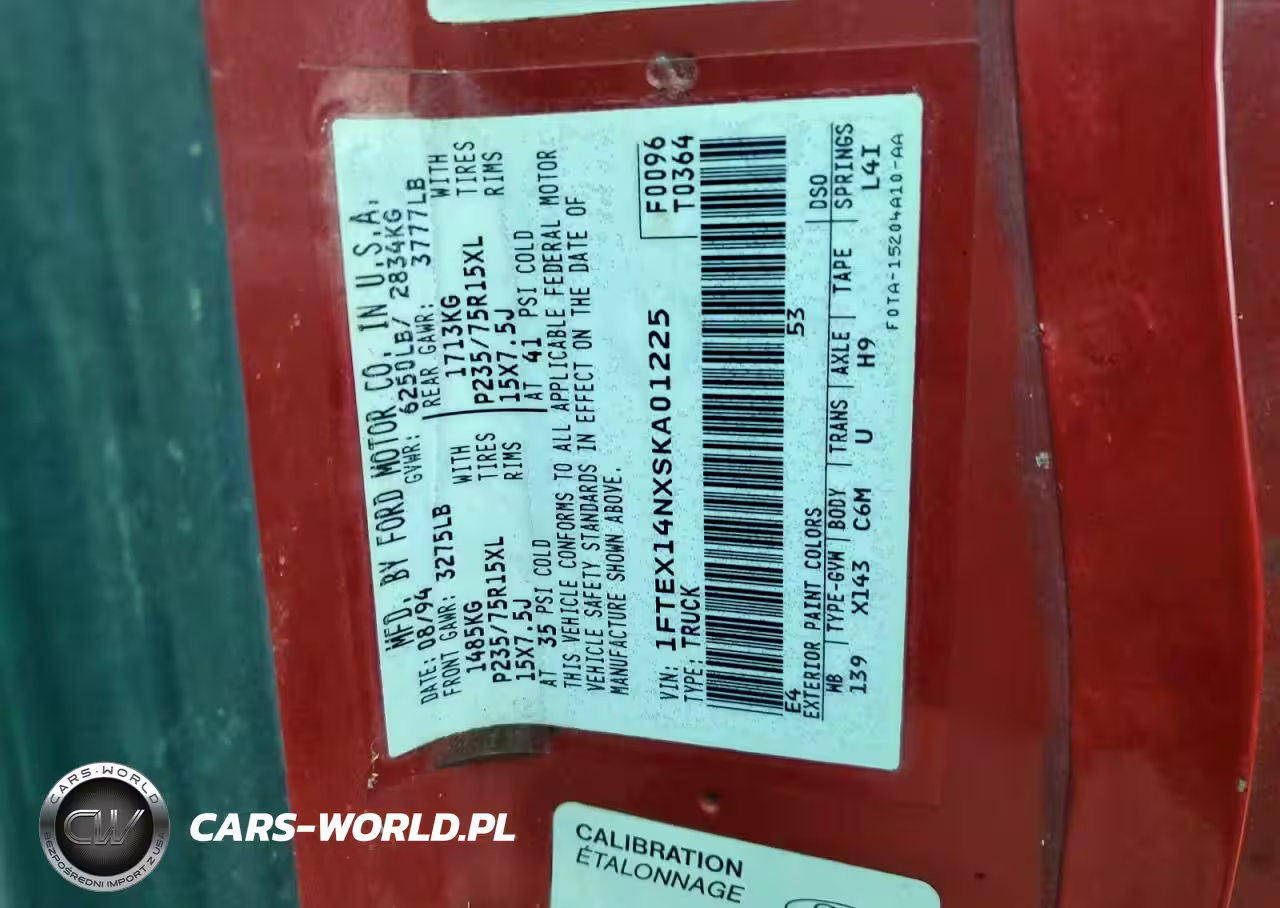 MFD. BY FORD MOTOR CO. IN U.S.A.
DATE: 08/94 GVWR: 6250LB/ 2834KG
FRONT GAWR: 3275LB REAR GAWR: 3777LB
1485KG WITH 1713KG WITH
P235/75R15XL TIRES P235/75R15XL TIRES
15X7.5J RIMS 15X7.5J RIMS
AT 35 PSI COLD AT 41 PSI COLD
THIS VEHICLE CONFORMS TO ALL APPLICABLE FEDERAL MOTOR
VEHICLE SAFETY STANDARDS IN EFFECT ON THE DATE OF
MANUFACTURE SHOWN ABOVE.
VIN: 1FTEX14NXSKA01225 F0096
TYPE: TRUCK T0364
E4 53
EXTERIOR PAINT COLORS DSO
WB TYPE-GVW BODY TRANS AXLE TAPE SPRINGS
139 X143 C6M U H9 L4I
F0TA-15204A10-AA
CALIBRATION
ÉTALONNAGE
CARS-WORLD
CW
BEZPOŚREDNI IMPORT Z USA
CARS-WORLD.PL